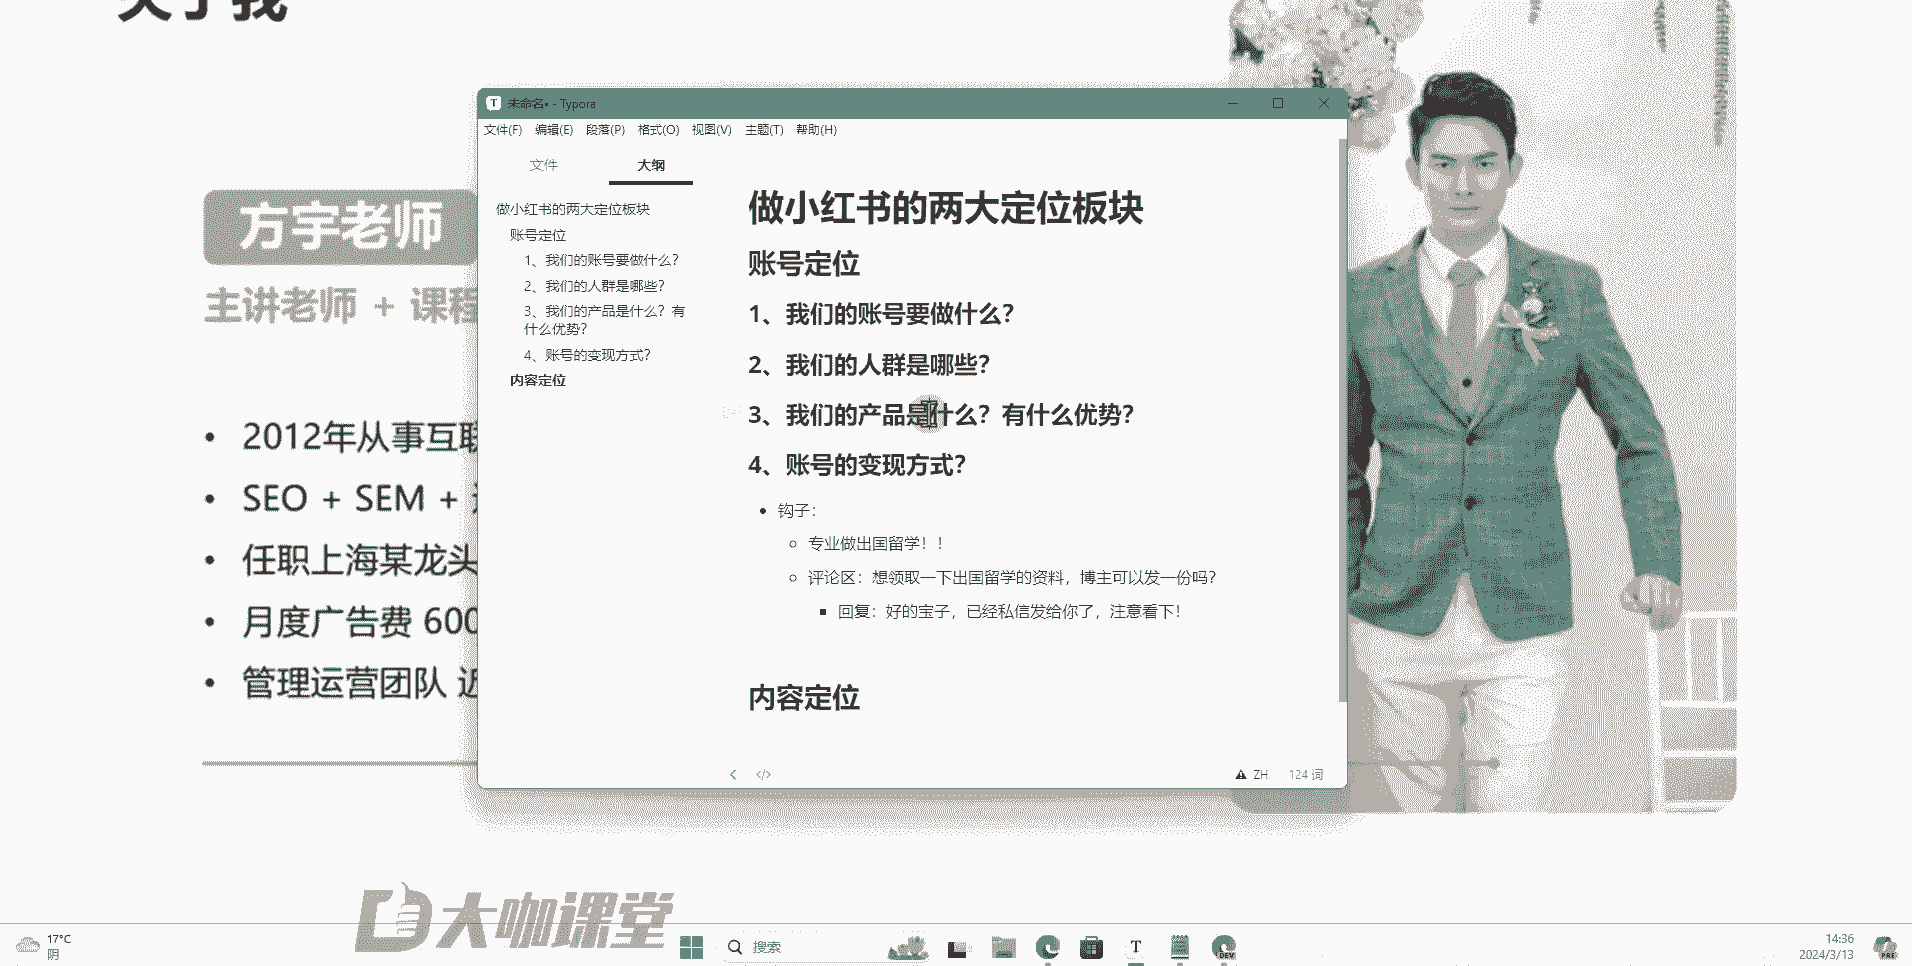 关于我
方宇老师
主讲老师 + 课程
2012年从事互联
SEO + SEM +
任职上海某龙头
月度广告费 600
管理运营团队 近
未命名• - Typora
文件(F) 编辑(E) 段落(P) 格式(O) 视图(V) 主题(T) 帮助(H)
文件 大纲
做小红书的两大定位板块
账号定位
1、我们的账号要做什么？
2、我们的人群是哪些？
3、我们的产品是什么？有
什么优势？
4、账号的变现方式？
内容定位
做小红书的两大定位板块
账号定位
1、我们的账号要做什么？
2、我们的人群是哪些？
3、我们的产品是什么？有什么优势？
4、账号的变现方式？
钩子：
专业做出国留学！！
评论区：想领取一下出国留学的资料，博主可以发一份吗？
回复：好的宝子，已经私信发给你了，注意看下！
内容定位
ZH 124 词
大咖课堂
17°C
阴
搜索
T
DEV
14:36
2024/3/13
PRE